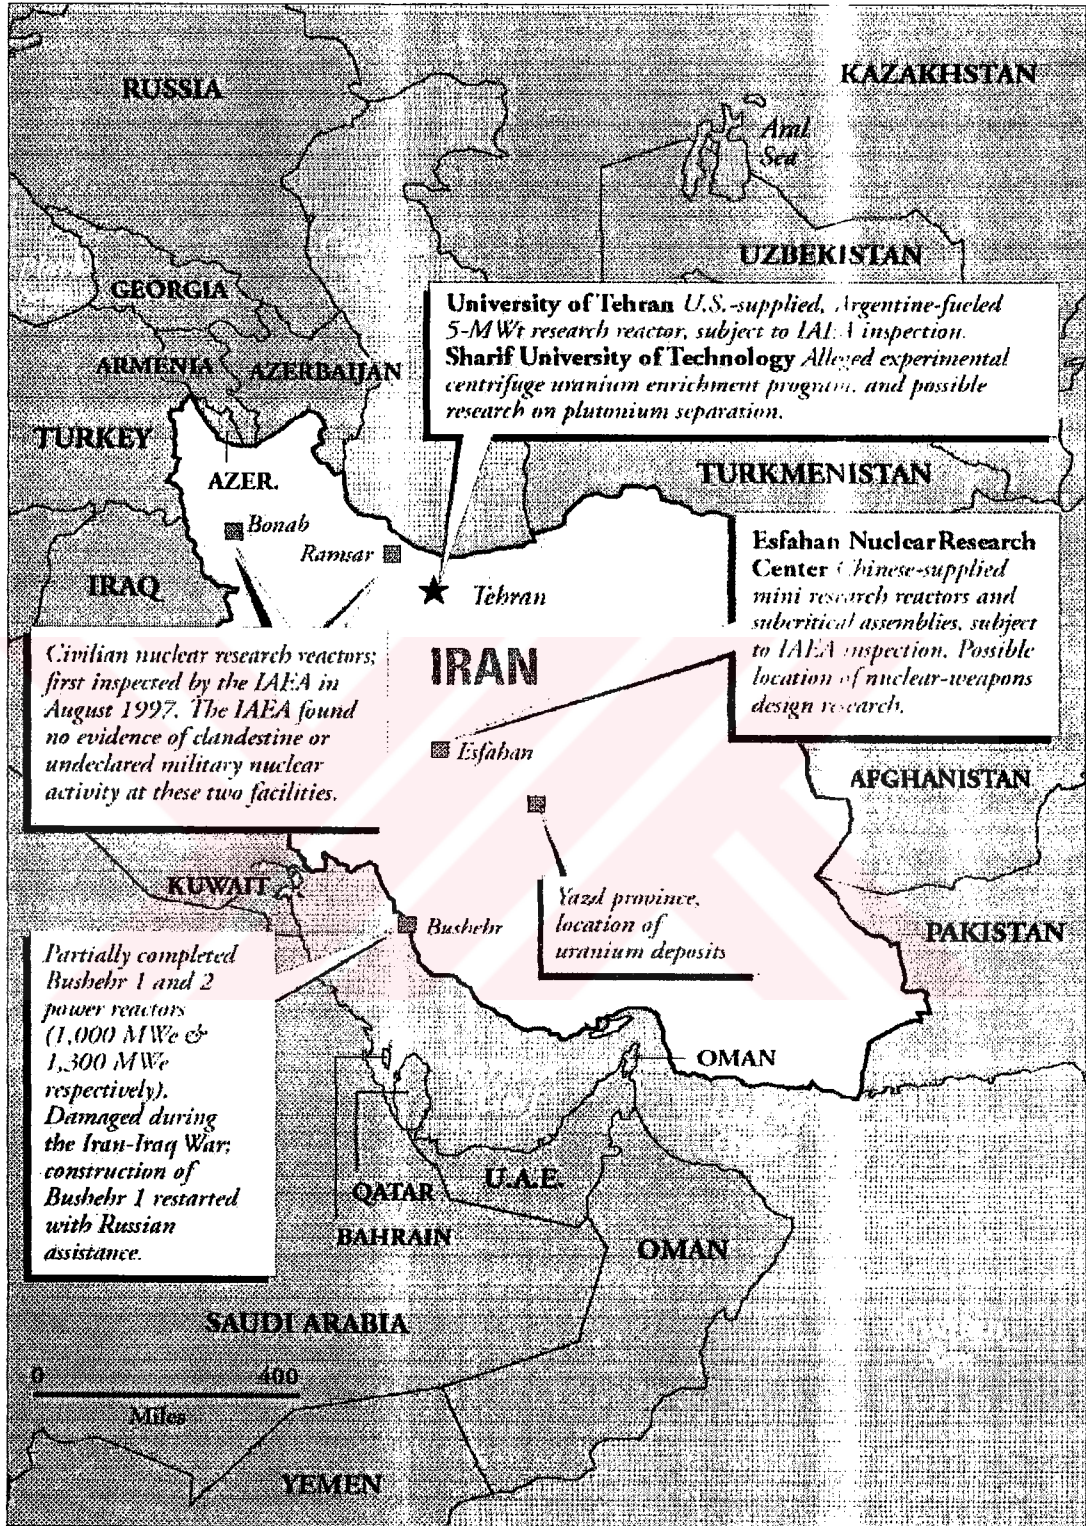 RUSSIA
KAZAKHSTAN
Aral
Sea
UZBEKISTAN
GEORGIA
University of Tehran U.S.-supplied, Argentine-fueled
5-MWt research reactor, subject to IAEA inspection.
Sharif University of Technology Alleged experimental
centrifuge uranium enrichment program, and possible
research on plutonium separation.
ARMENIA
AZERBAIJAN
TURKEY
TURKMENISTAN
AZER.
Bonab
Ramsar
Esfahan Nuclear Research
Center Chinese-supplied
mini research reactors and
subcritical assemblies, subject
to IAEA inspection. Possible
location of nuclear-weapons
design research.
IRAQ
Tehran
IRAN
Civilian nuclear research reactors;
first inspected by the IAEA in
August 1997. The IAEA found
no evidence of clandestine or
undeclared military nuclear
activity at these two facilities.
Esfahan
AFGHANISTAN
KUWAIT
Yazd province,
location of
uranium deposits
Bushehr
PAKISTAN
Partially completed
Bushehr 1 and 2
power reactors
(1,000 MWe &
1,300 MWe
respectively).
Damaged during
the Iran-Iraq War;
construction of
Bushehr 1 restarted
with Russian
assistance.
OMAN
QATAR
U.A.E.
BAHRAIN
OMAN
SAUDI ARABIA
0 400
Miles
YEMEN